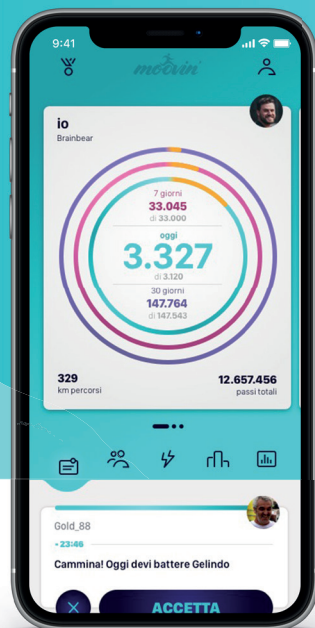 9:41
moovin'
io
Brainbear
7 giorni
33.045
di 33.000
oggi
3.327
di 3.120
30 giorni
147.764
di 147.543
329
km percorsi
12.657.456
passi totali
Gold_88
23:46
Cammina! Oggi devi battere Gelindo
ACCETTA